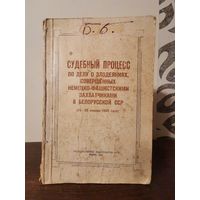 Б.б.
СУДЕБНЫЙ ПРОЦЕСС
ПО ДЕЛУ О ЗЛОДЕЯНИЯХ,
СОВЕРШЕННЫХ
НЕМЕЦКО-ФАШИСТСКИМИ
ЗАХВАТЧИКАМИ
В БЕЛОРУССКОЙ ССР